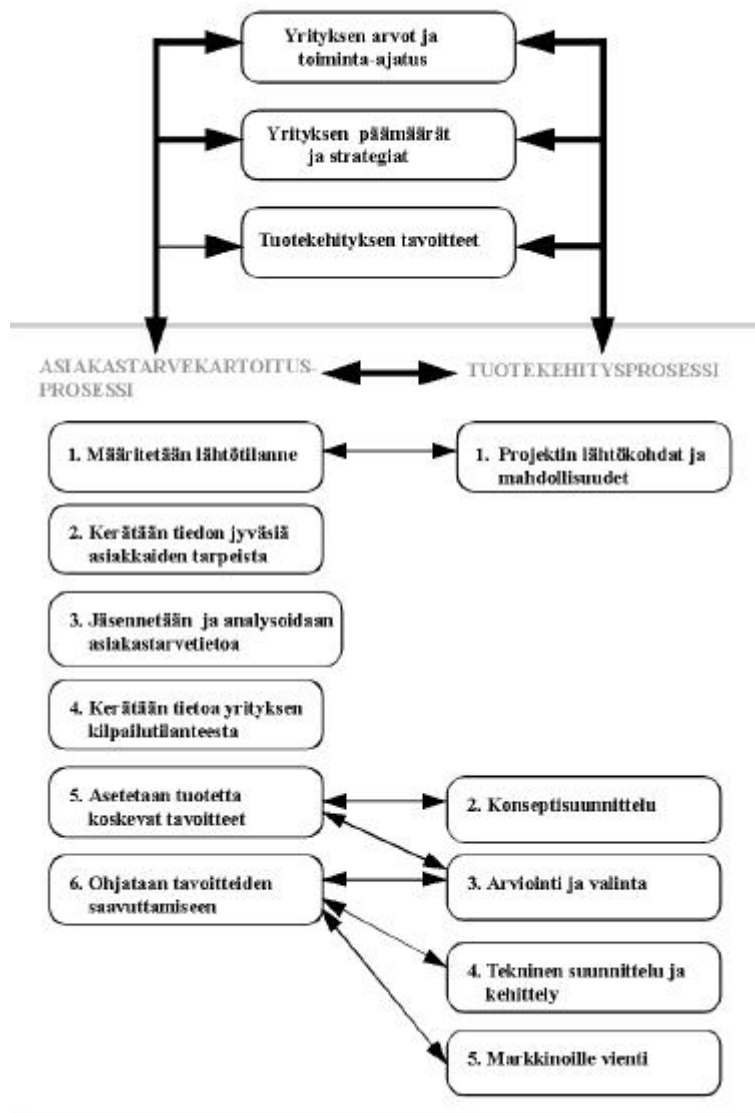 Yrityksen arvot ja
toiminta-ajatus
Yrityksen päämäärät
ja strategiat
Tuotekehityksen tavoitteet
ASIAKASTARVEKARTOITUS-
PROSESSI
TUOTEKEHITYSPROSESSI
1. Määritetään lähtötilanne
1. Projektin lähtökohdat ja
mahdollisuudet
2. Kerätään tiedon jyväsiä
asiakkaiden tarpeista
3. Jäsennetään ja analysoidaan
asiakastarvetietoa
4. Kerätään tietoa yrityksen
kilpailutilanteesta
5. Asetetaan tuotetta
koskevat tavoitteet
2. Konseptisuunnittelu
6. Ohjataan tavoitteiden
saavuttamiseen
3. Arviointi ja valinta
4. Tekninen suunnittelu ja
kehittely
5. Markkinoille vienti